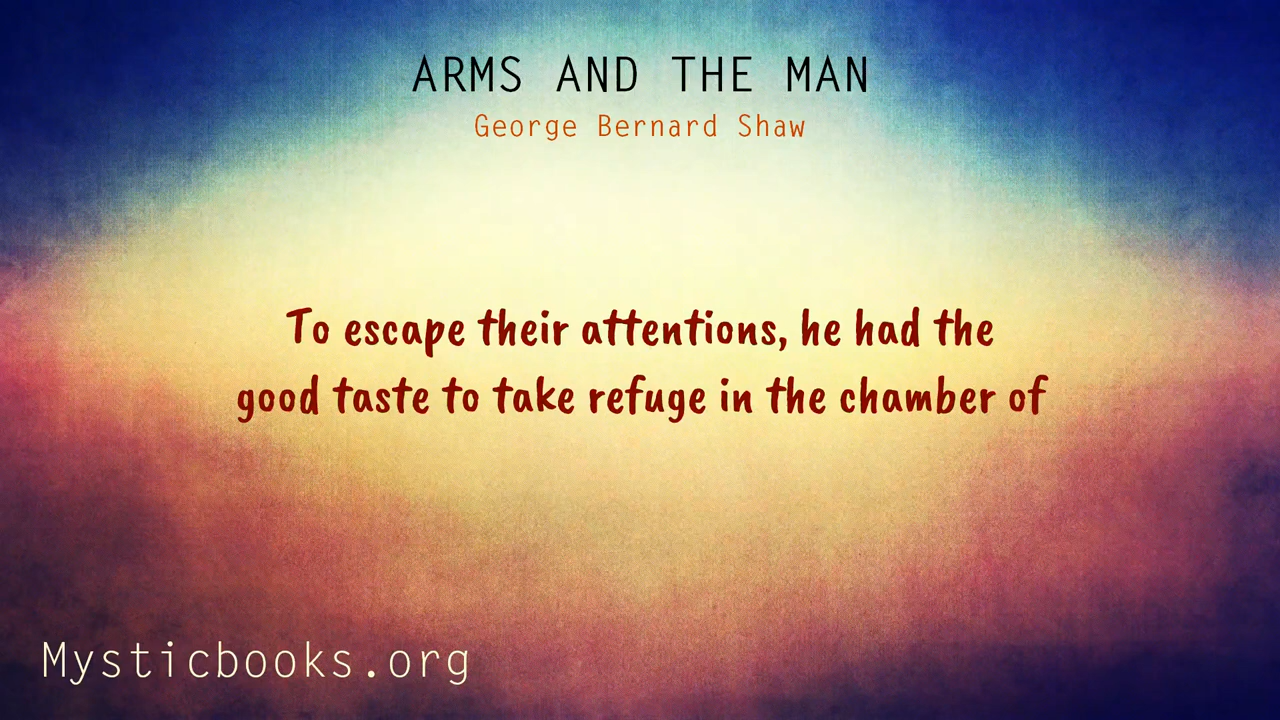 ARMS AND THE MAN
George Bernard Shaw
To escape their attentions, he had the
good taste to take refuge in the chamber of
Mysticbooks.org